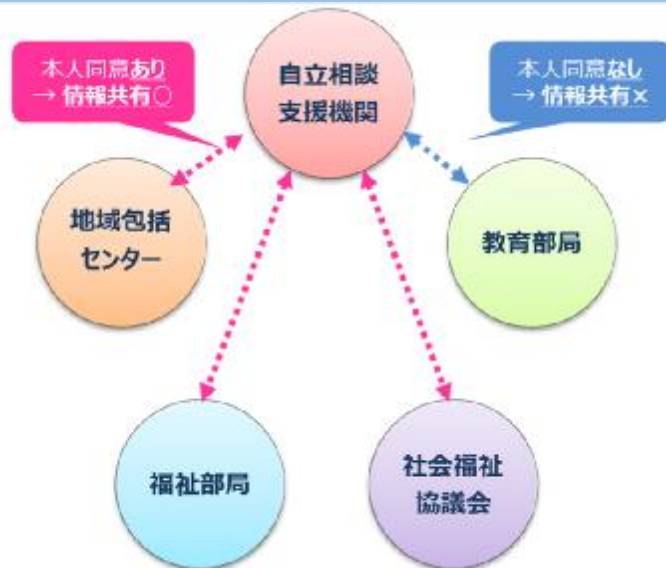 本人同意あり
→ 情報共有○
自立相談
支援機関
本人同意なし
→ 情報共有×
地域包括
センター
教育部局
福祉部局
社会福祉
協議会